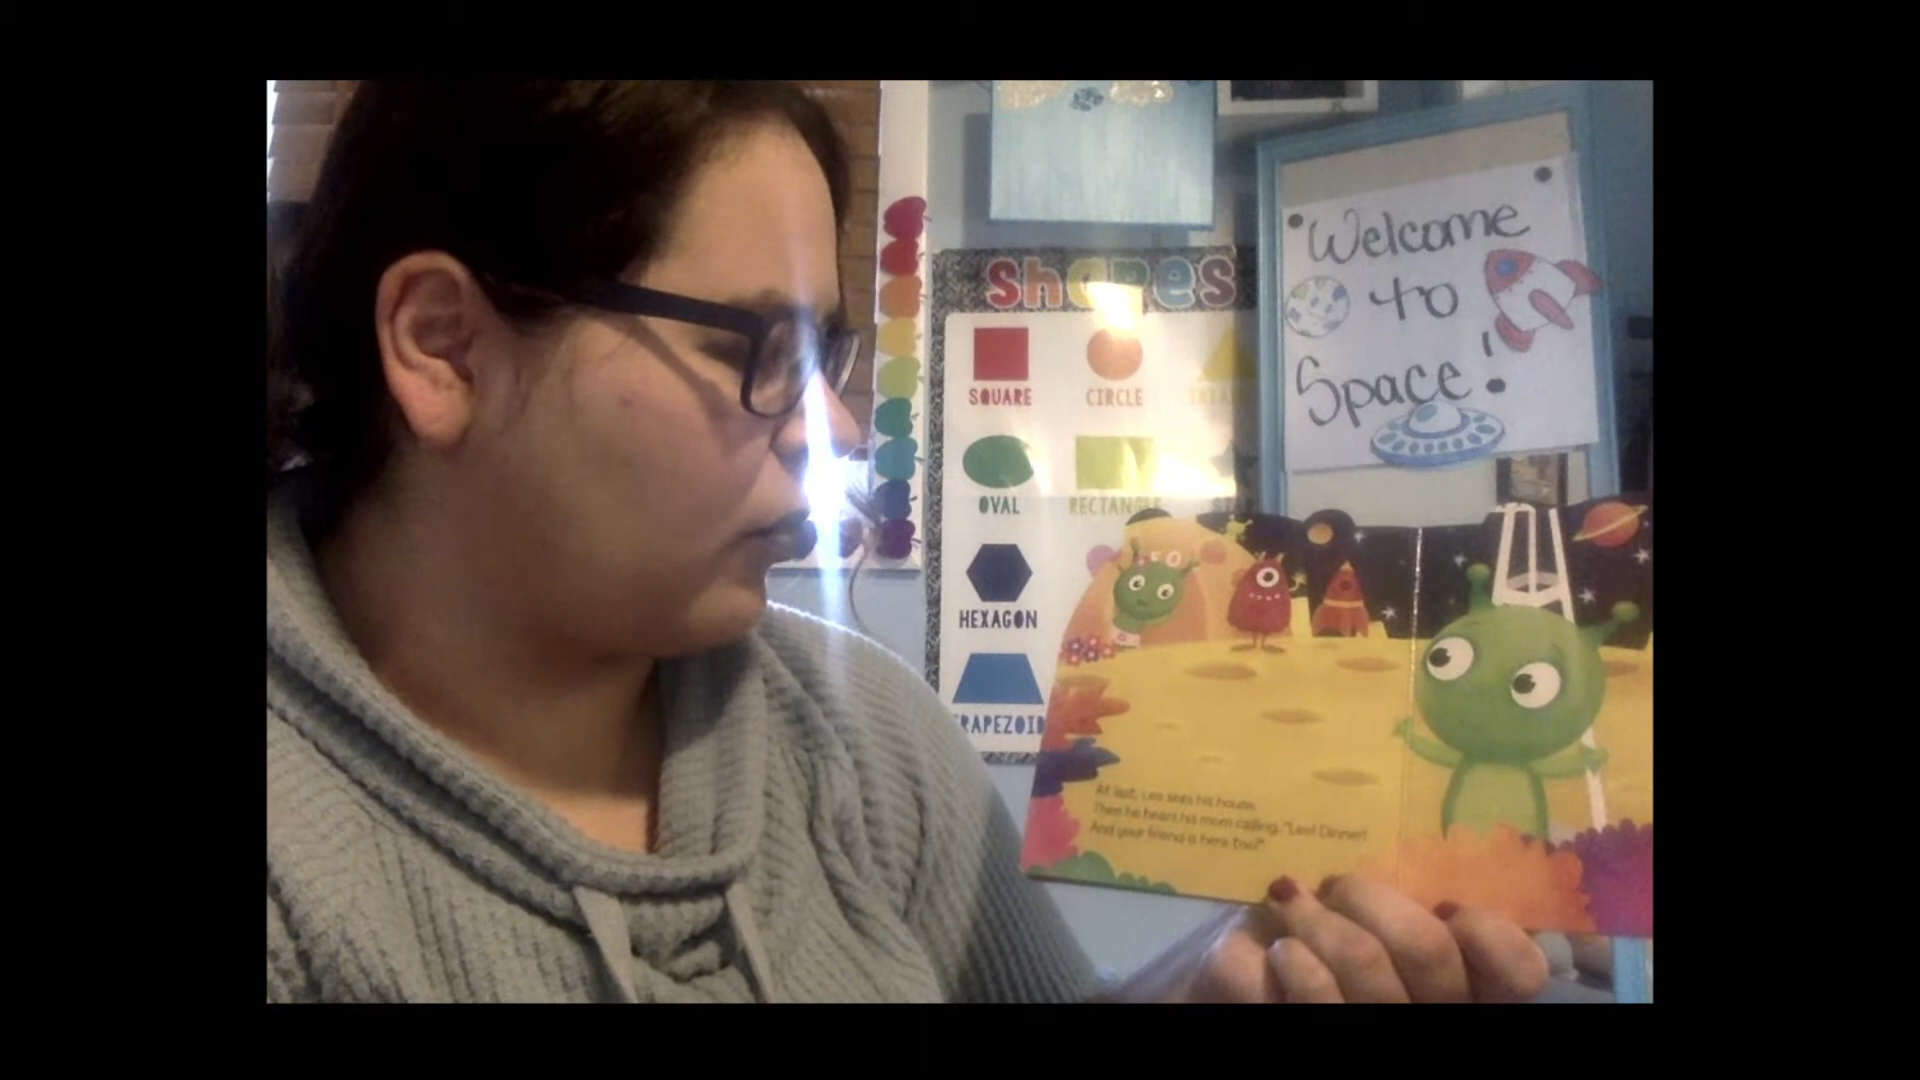 Welcome
to
Space!
Shapes
SQUARE
CIRCLE
OVAL
RECTANGLE
HEXAGON
TRAPEZOID
At last, Leo sees his house.
Then he hears his mom calling, "Leo! Dinner!
And your friend is here, too!"